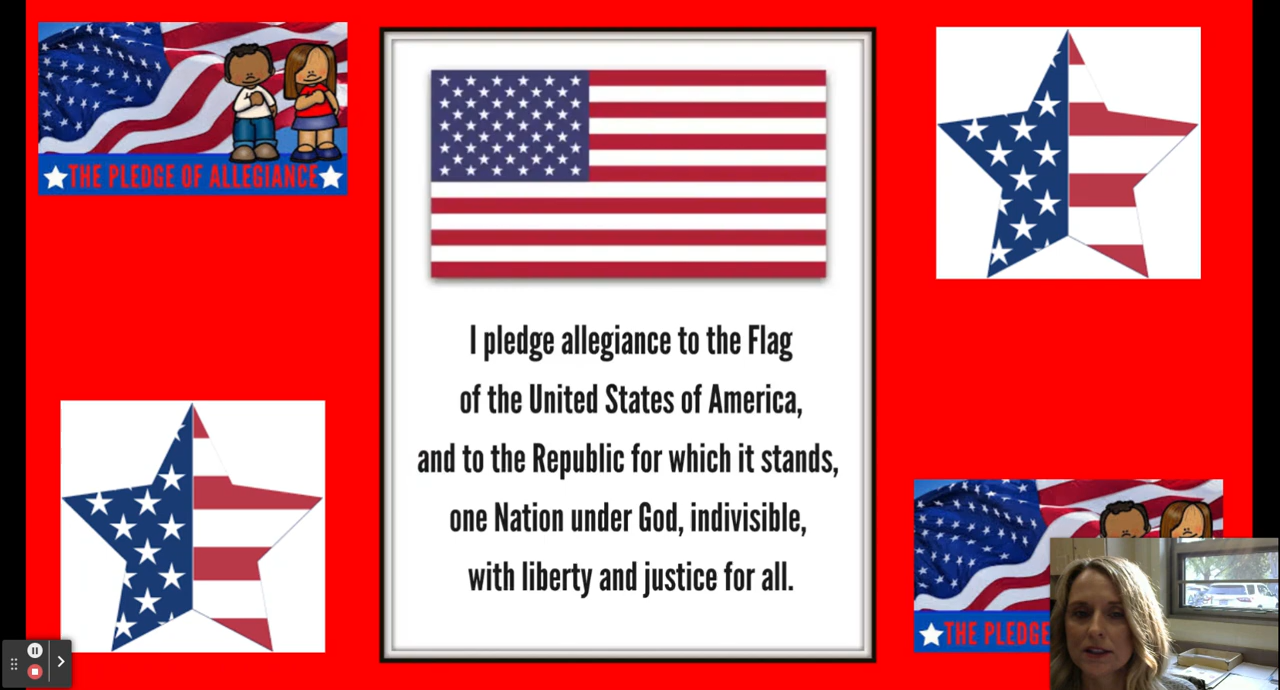 THE PLEDGE OF ALLEGIANCE
I pledge allegiance to the Flag
of the United States of America,
and to the Republic for which it stands,
one Nation under God, indivisible,
with liberty and justice for all.
THE PLEDGE